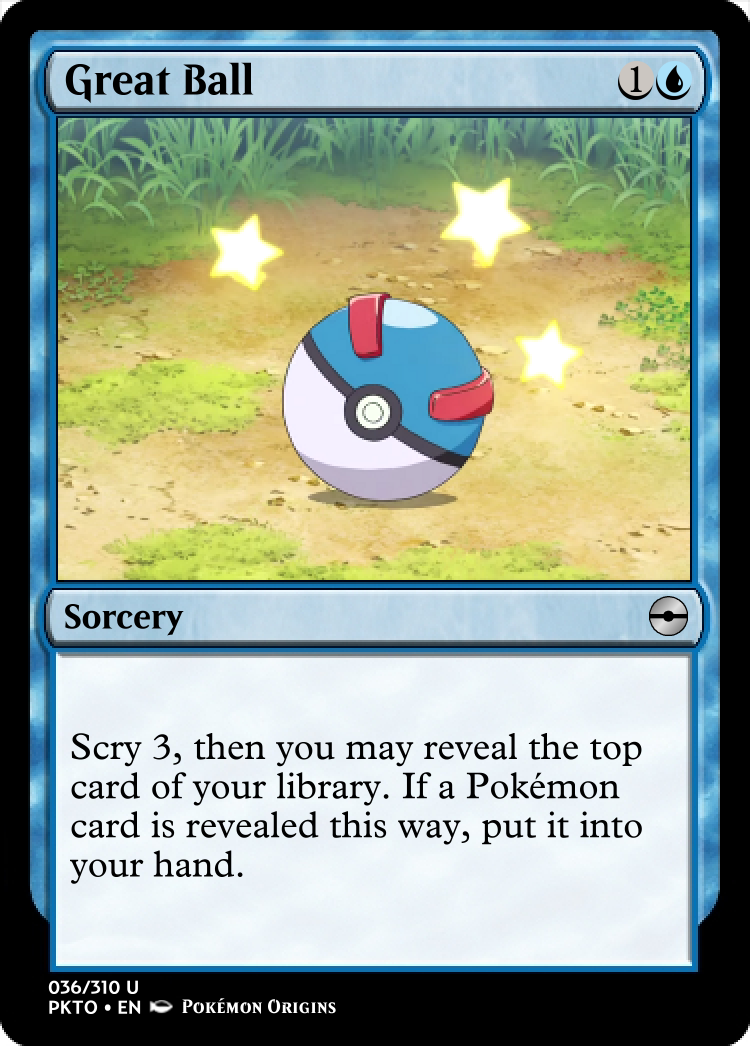 Great Ball 1
Sorcery
Scry 3, then you may reveal the top
card of your library. If a Pokémon
card is revealed this way, put it into
your hand.
036/310 U
PKTO • EN Pokémon Origins